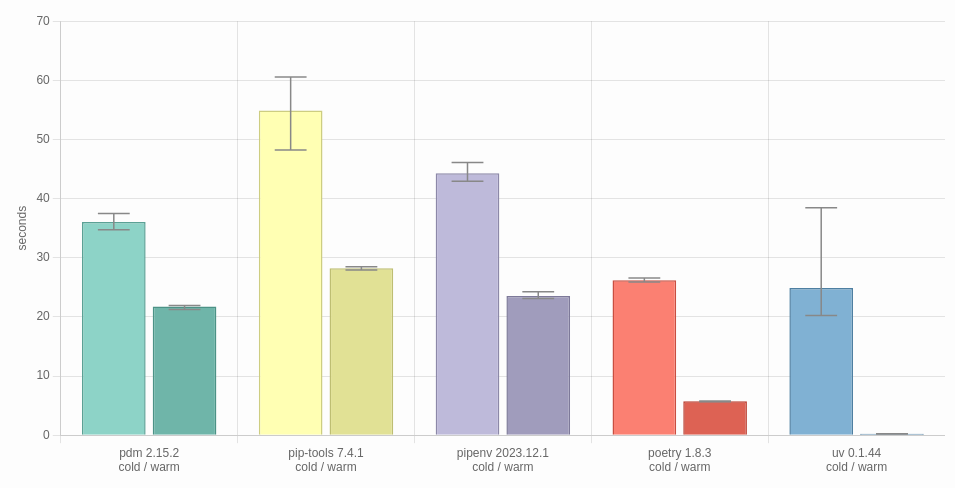 70
60
50
40
30
20
10
0
seconds
pdm 2.15.2
cold / warm
pip-tools 7.4.1
cold / warm
pipenv 2023.12.1
cold / warm
poetry 1.8.3
cold / warm
uv 0.1.44
cold / warm